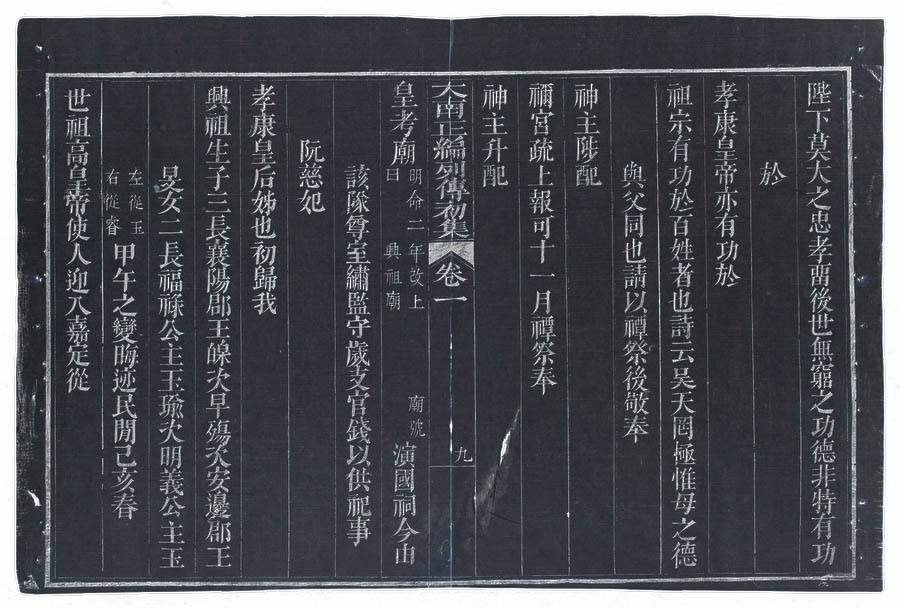 陛下莫大之忠孝畱後世無窮之功德非特有功
於
孝康皇帝亦有功於
祖宗有功於百姓者也詩云昊天罔極惟母之德
與父同也請以禫祭後敬奉
神主陟配
禰宮疏上報可十一月禫祭奉
神主升配
大南正編列傳初集 卷一 九
皇考廟 明命二年改上廟號曰興祖廟 演國祠今由
該隊尊室繡監守歲支官錢以供祀事
阮慈妃
孝康皇后姊也初歸我
興祖生子三長襄陽郡王皞次早殤次安邊郡王
旻女二長福祿公主玉瑜次明義公主玉
左從玉右從睿 甲午之變晦迹民間己亥春
世祖高皇帝使人迎入嘉定從